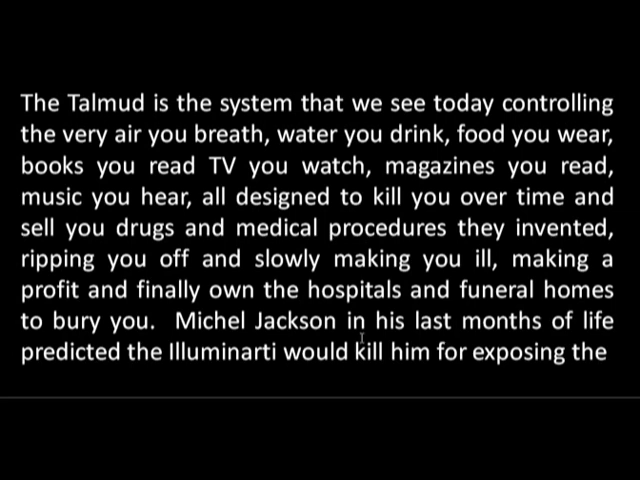 The Talmud is the system that we see today controlling
the very air you breath, water you drink, food you wear,
books you read TV you watch, magazines you read,
music you hear, all designed to kill you over time and
sell you drugs and medical procedures they invented,
ripping you off and slowly making you ill, making a
profit and finally own the hospitals and funeral homes
to bury you. Michel Jackson in his last months of life
predicted the Illuminarti would kill him for exposing the